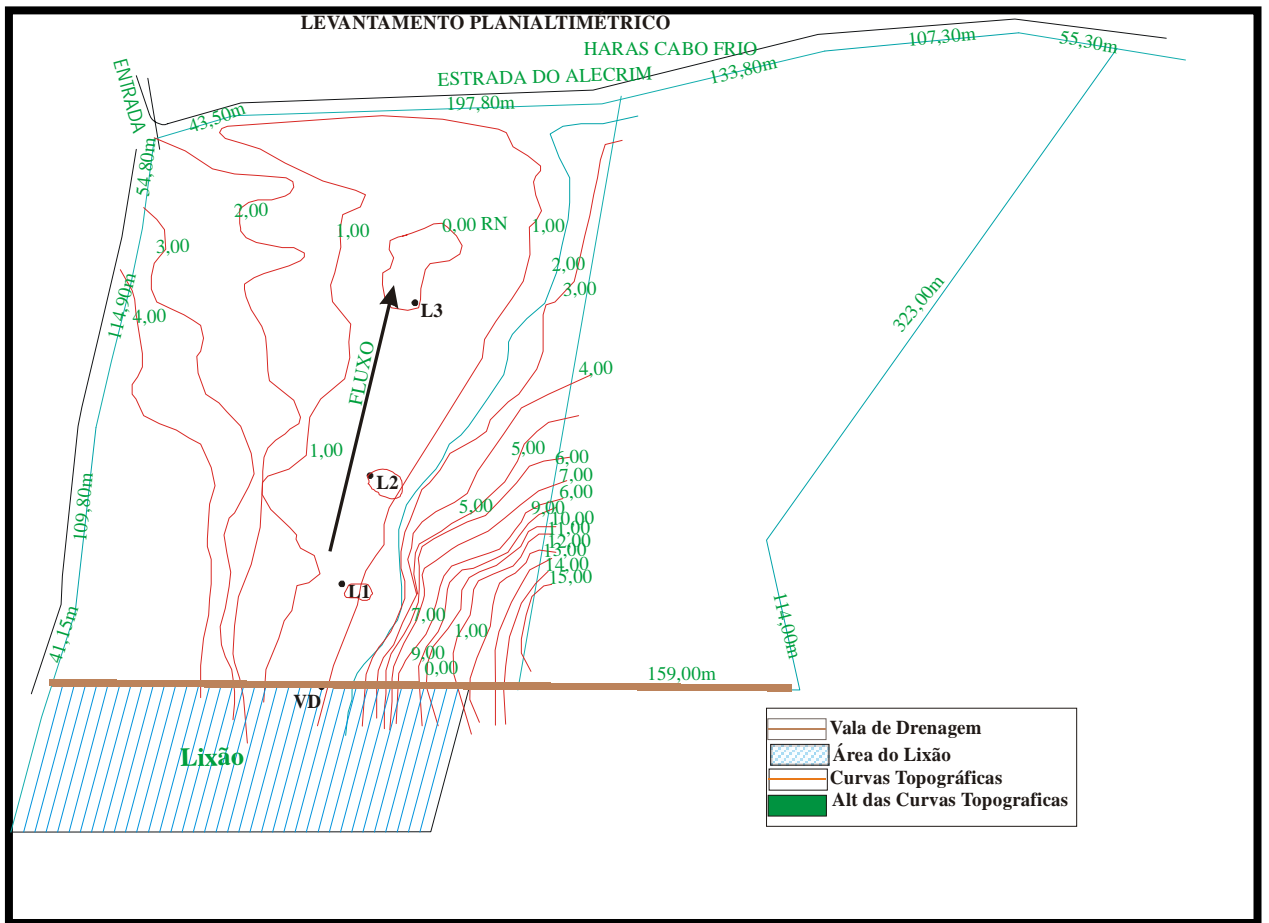 LEVANTAMENTO PLANIALTIMÉTRICO
HARAS CABO FRIO
ESTRADA DO ALECRIM
ENTRADA
43,50m
197,80m
133,80m
107,30m
55,30m
54,80m
2,00
3,00
1,00
0,00 RN
1,00
2,00
3,00
114,90m
4,00
L3
323,00m
FLUXO
4,00
1,00
5,00
6,00
7,00
6,00
L2
5,00
9,00
10,00
11,00
12,00
13,00
14,00
15,00
109,80m
L1
7,00
1,00
114,00m
41,15m
9,00
0,00
159,00m
VD
Lixão
Vala de Drenagem
Área do Lixão
Curvas Topográficas
Alt das Curvas Topograficas